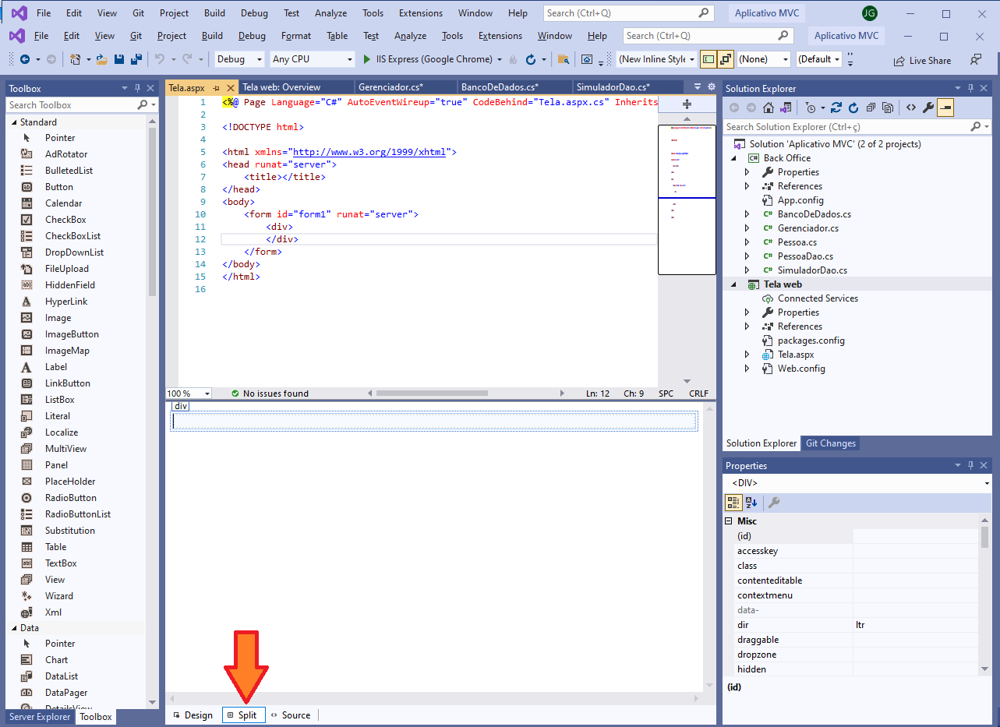 File Edit View Git Project Build Debug Test Analyze Tools Extensions Window Help Search (Ctrl+Q) Aplicativo MVC JG
File Edit View Git Project Build Debug Format Table Test Analyze Tools Extensions Window Help Search (Ctrl+Q) Aplicativo MVC
Debug Any CPU IIS Express (Google Chrome) (New Inline Style (None) (Default Live Share
Toolbox
Search Toolbox
Standard
Pointer
AdRotator
BulletedList
Button
Calendar
CheckBox
CheckBoxList
DropDownList
FileUpload
HiddenField
HyperLink
Image
ImageButton
ImageMap
Label
LinkButton
ListBox
Literal
Localize
MultiView
Panel
PlaceHolder
RadioButton
RadioButtonList
Substitution
Table
TextBox
View
Wizard
Xml
Data
Pointer
Chart
DataList
DataPager
DetailsView
Server Explorer Toolbox
Tela.aspx Tela web: Overview Gerenciador.cs* BancoDeDados.cs* SimuladorDao.cs*
1 <%@ Page Language="C#" AutoEventWireup="true" CodeBehind="Tela.aspx.cs" Inherits
2
3 <!DOCTYPE html>
4
5 <html xmlns="http://www.w3.org/1999/xhtml">
6 <head runat="server">
7 <title></title>
8 </head>
9 <body>
10 <form id="form1" runat="server">
11 <div>
12 </div>
13 </form>
14 </body>
15 </html>
16
100 % No issues found Ln: 12 Ch: 9 SPC CRLF
div
Design Split Source
Solution Explorer
Search Solution Explorer (Ctrl+ç)
Solution 'Aplicativo MVC' (2 of 2 projects)
Back Office
Properties
References
App.config
BancoDeDados.cs
Gerenciador.cs
Pessoa.cs
PessoaDao.cs
SimuladorDao.cs
Tela web
Connected Services
Properties
References
packages.config
Tela.aspx
Web.config
Solution Explorer Git Changes
Properties
<DIV>
Misc
(id)
accesskey
class
contenteditable
contextmenu
data-
dir ltr
draggable
dropzone
hidden
(id)